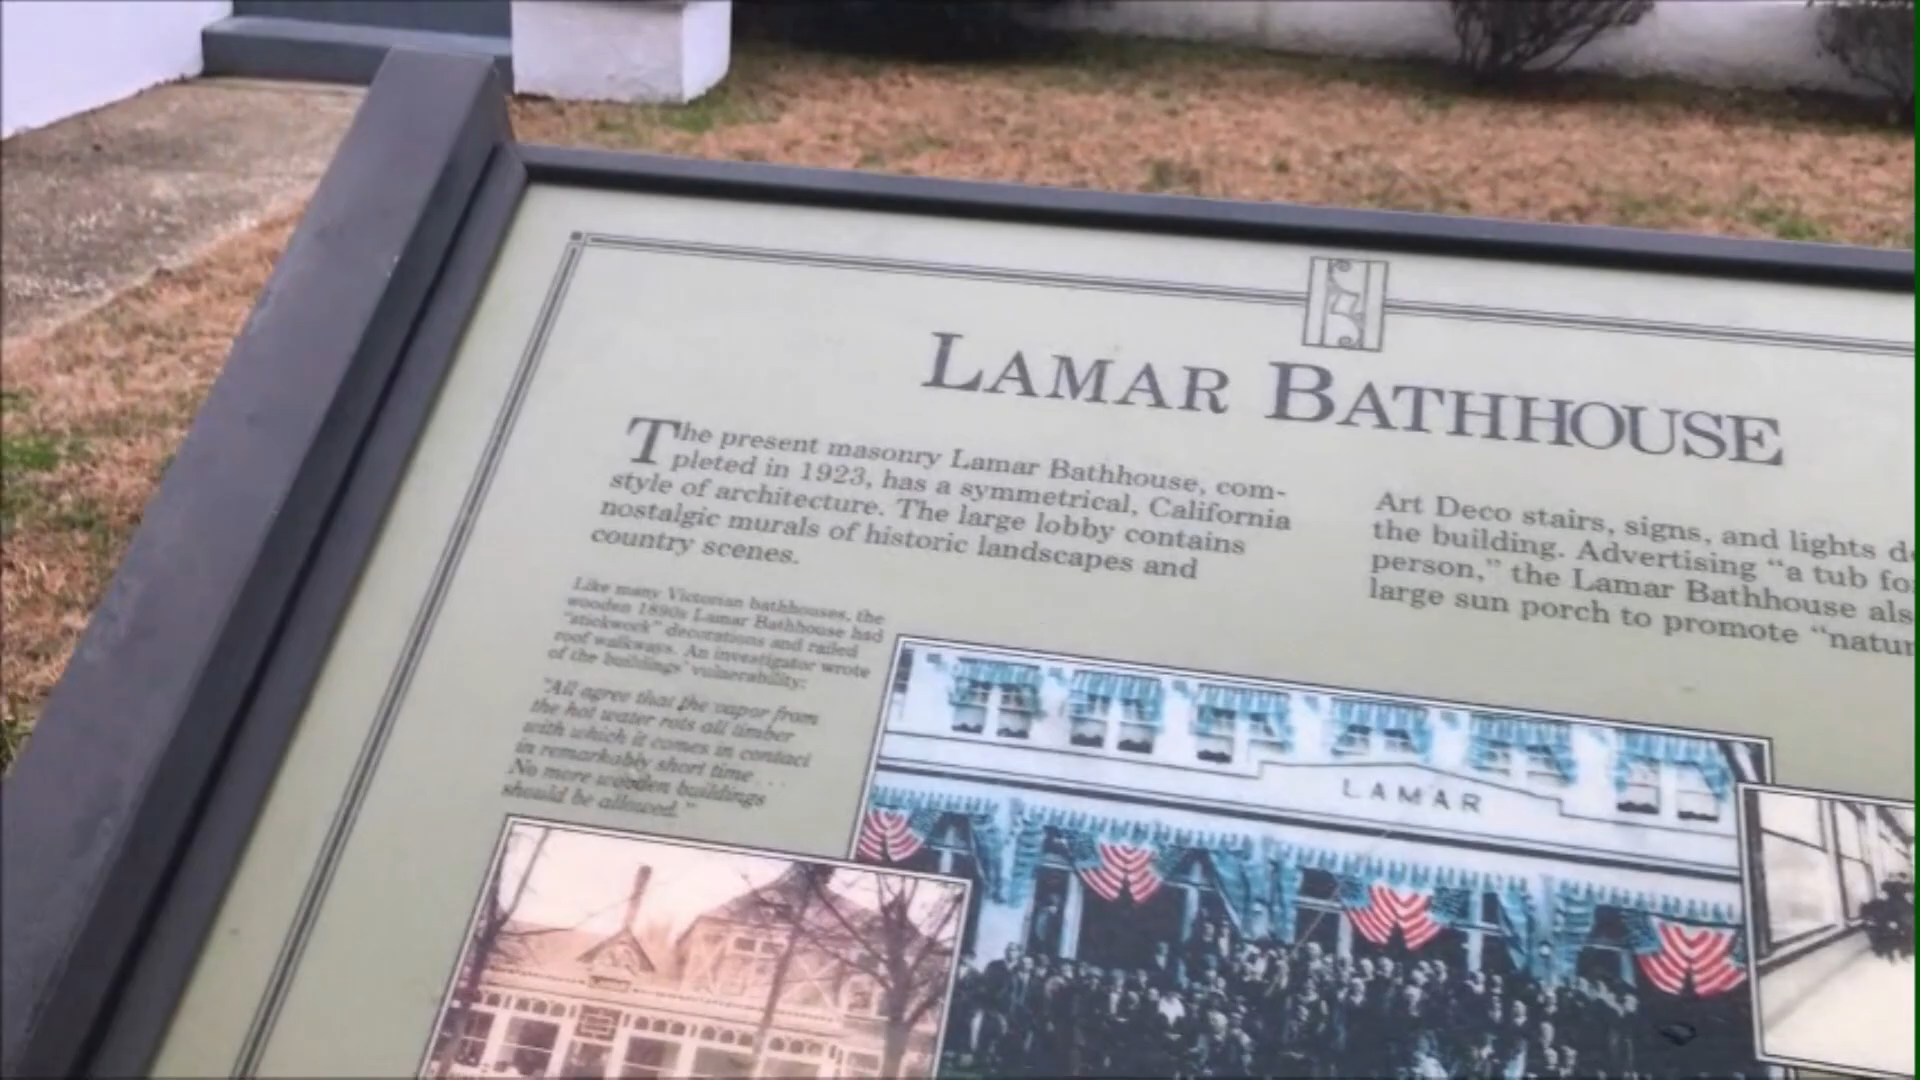 LAMAR BATHHOUSE
The present masonry Lamar Bathhouse, com-
pleted in 1923, has a symmetrical, California
style of architecture. The large lobby contains
nostalgic murals of historic landscapes and
country scenes.
Art Deco stairs, signs, and lights
the building. Advertising “a tub
person,” the Lamar Bathhouse
large sun porch to promote
Like many Victorian bathhouses, the
wooden 1890s Lamar Bathhouse had
“stickwork” decorations and railed
roof walkways. An investigator wrote
of the buildings' vulnerability:
“All agree that the vapor from
the hot water rots all timber
with which it comes in contact
in remarkably short time . . .
No more wooden buildings
should be allowed.”
LAMAR